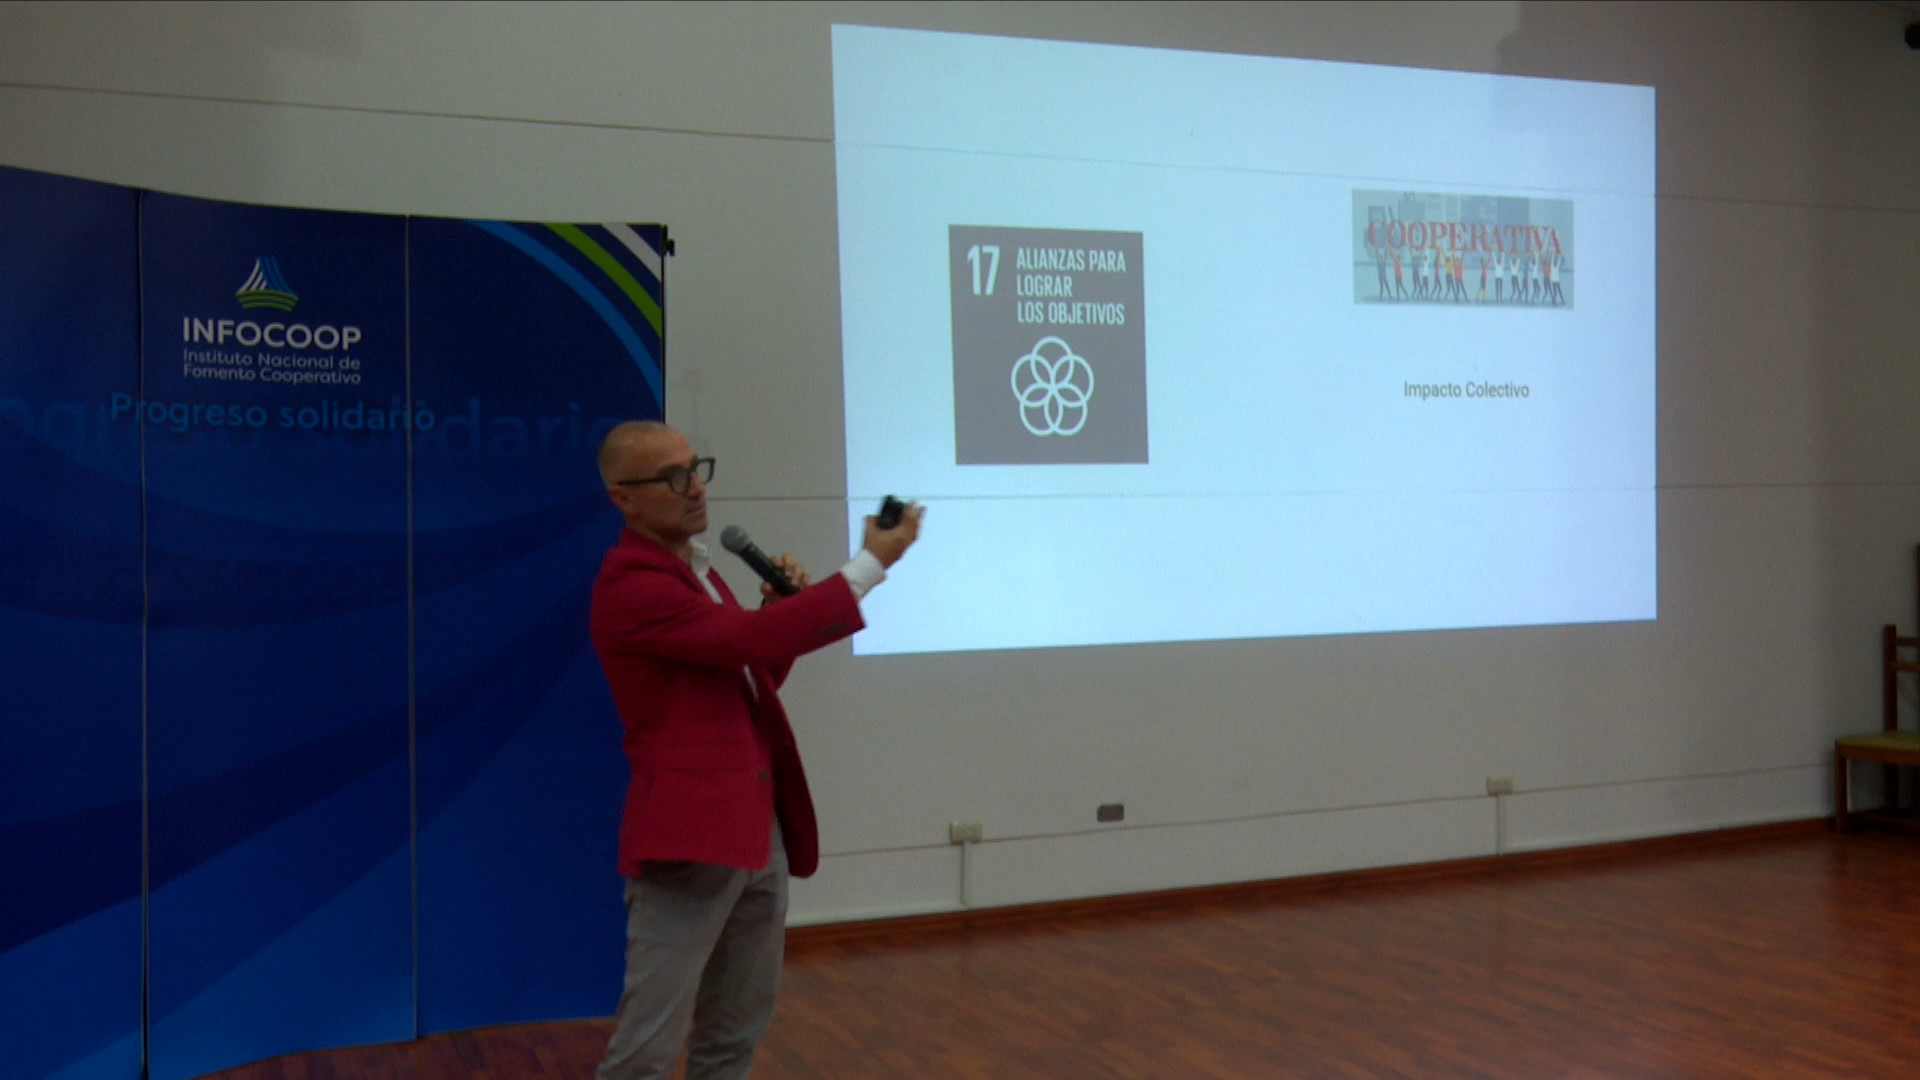 INFOCOOP
Instituto Nacional de
Fomento Cooperativo
Progreso solidario
17
ALIANZAS PARA
LOGRAR
LOS OBJETIVOS
COOPERATIVA
Impacto Colectivo